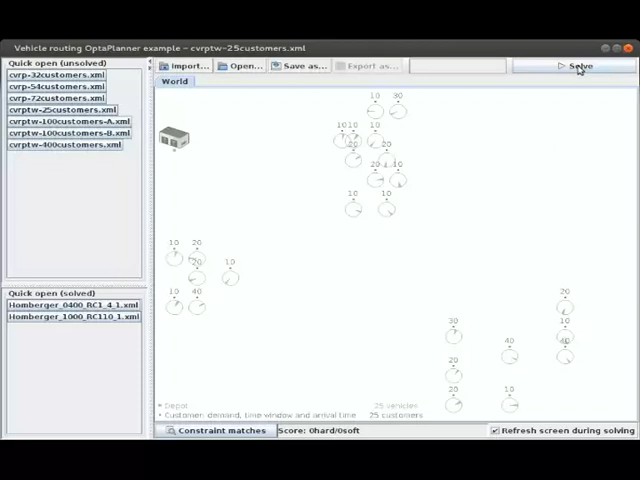 Vehicle routing OptaPlanner example – cvrptw-25customers.xml
Quick open (unsolved)
cvrp-32customers.xml
cvrp-54customers.xml
cvrp-72customers.xml
cvrptw-25customers.xml
cvrptw-100customers-A.xml
cvrptw-100customers-B.xml
cvrptw-400customers.xml
Quick open (solved)
Homberger_0400_RC1_4_1.xml
Homberger_1000_RC110_1.xml
Import...
Open...
Save as...
Export as...
Solve
World
10 30
10 10 10
20 20
20 10
10 10
10 20
20 10
10 40
20
30 10
40 40
20
20 10
Depot
25 vehicles
Customer: demand, time window and arrival time
25 customers
Constraint matches
Score: 0hard/0soft
Refresh screen during solving